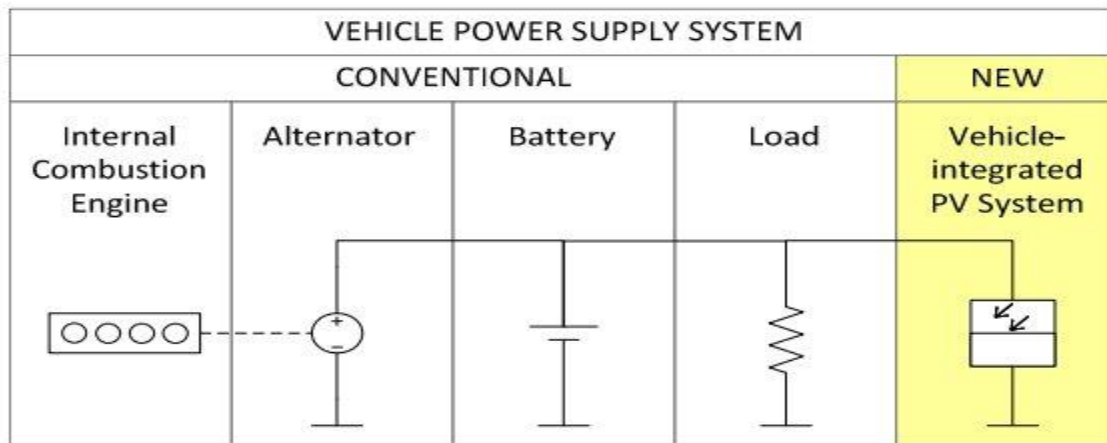 VEHICLE POWER SUPPLY SYSTEM
CONVENTIONAL
NEW
Internal
Combustion
Engine
Alternator
Battery
Load
Vehicle-
integrated
PV System
+
−